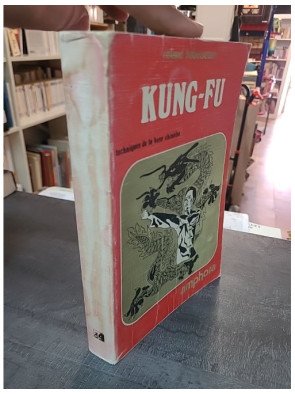 KUNG-FU
techniques de la boxe chinoise
amphora